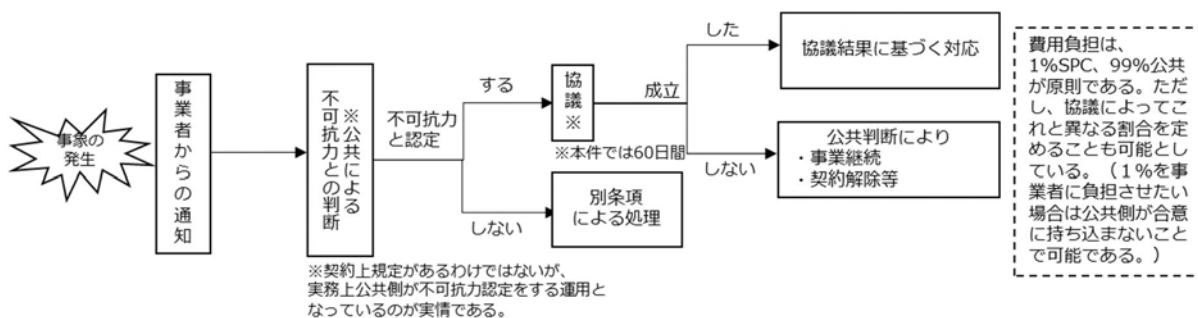 事象の
発生
事業者からの通知
※公共による
不可抗力との判断
不可抗力
と認定
する
しない
協議※
※本件では60日間
別条項
による処理
成立
した
しない
協議結果に基づく対応
公共判断により
・事業継続
・契約解除等
費用負担は、
1%SPC、99%公共
が原則である。ただ
し、協議によってこ
れと異なる割合を定
めることも可能とし
ている。（１%を事
業者に負担させたい
場合は公共側が合意
に持ち込まないこと
で可能である。）
※契約上規定があるわけではないが、
実務上公共側が不可抗力認定をする運用と
なっているのが実情である。